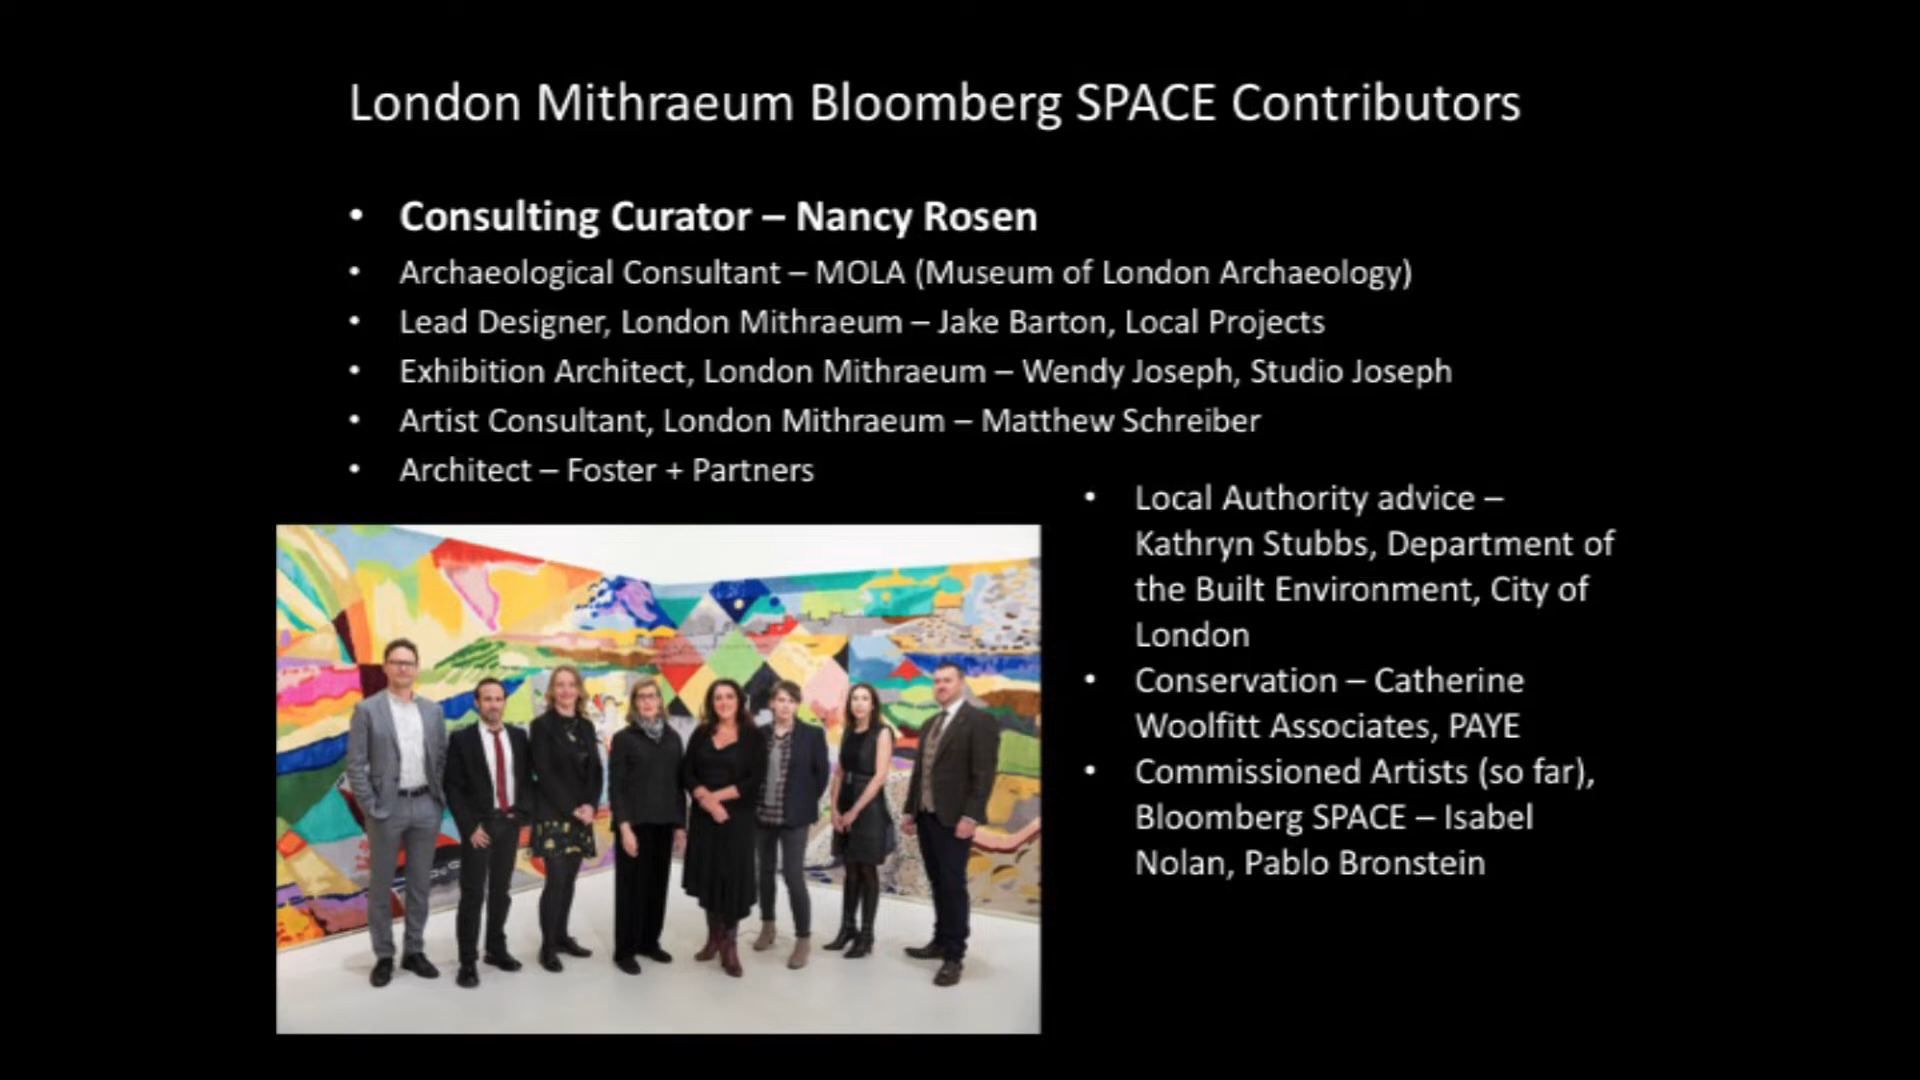 London Mithraeum Bloomberg SPACE Contributors
• Consulting Curator – Nancy Rosen
• Archaeological Consultant – MOLA (Museum of London Archaeology)
• Lead Designer, London Mithraeum – Jake Barton, Local Projects
• Exhibition Architect, London Mithraeum – Wendy Joseph, Studio Joseph
• Artist Consultant, London Mithraeum – Matthew Schreiber
• Architect – Foster + Partners
• Local Authority advice –
Kathryn Stubbs, Department of
the Built Environment, City of
London
• Conservation – Catherine
Woolfitt Associates, PAYE
• Commissioned Artists (so far),
Bloomberg SPACE – Isabel
Nolan, Pablo Bronstein